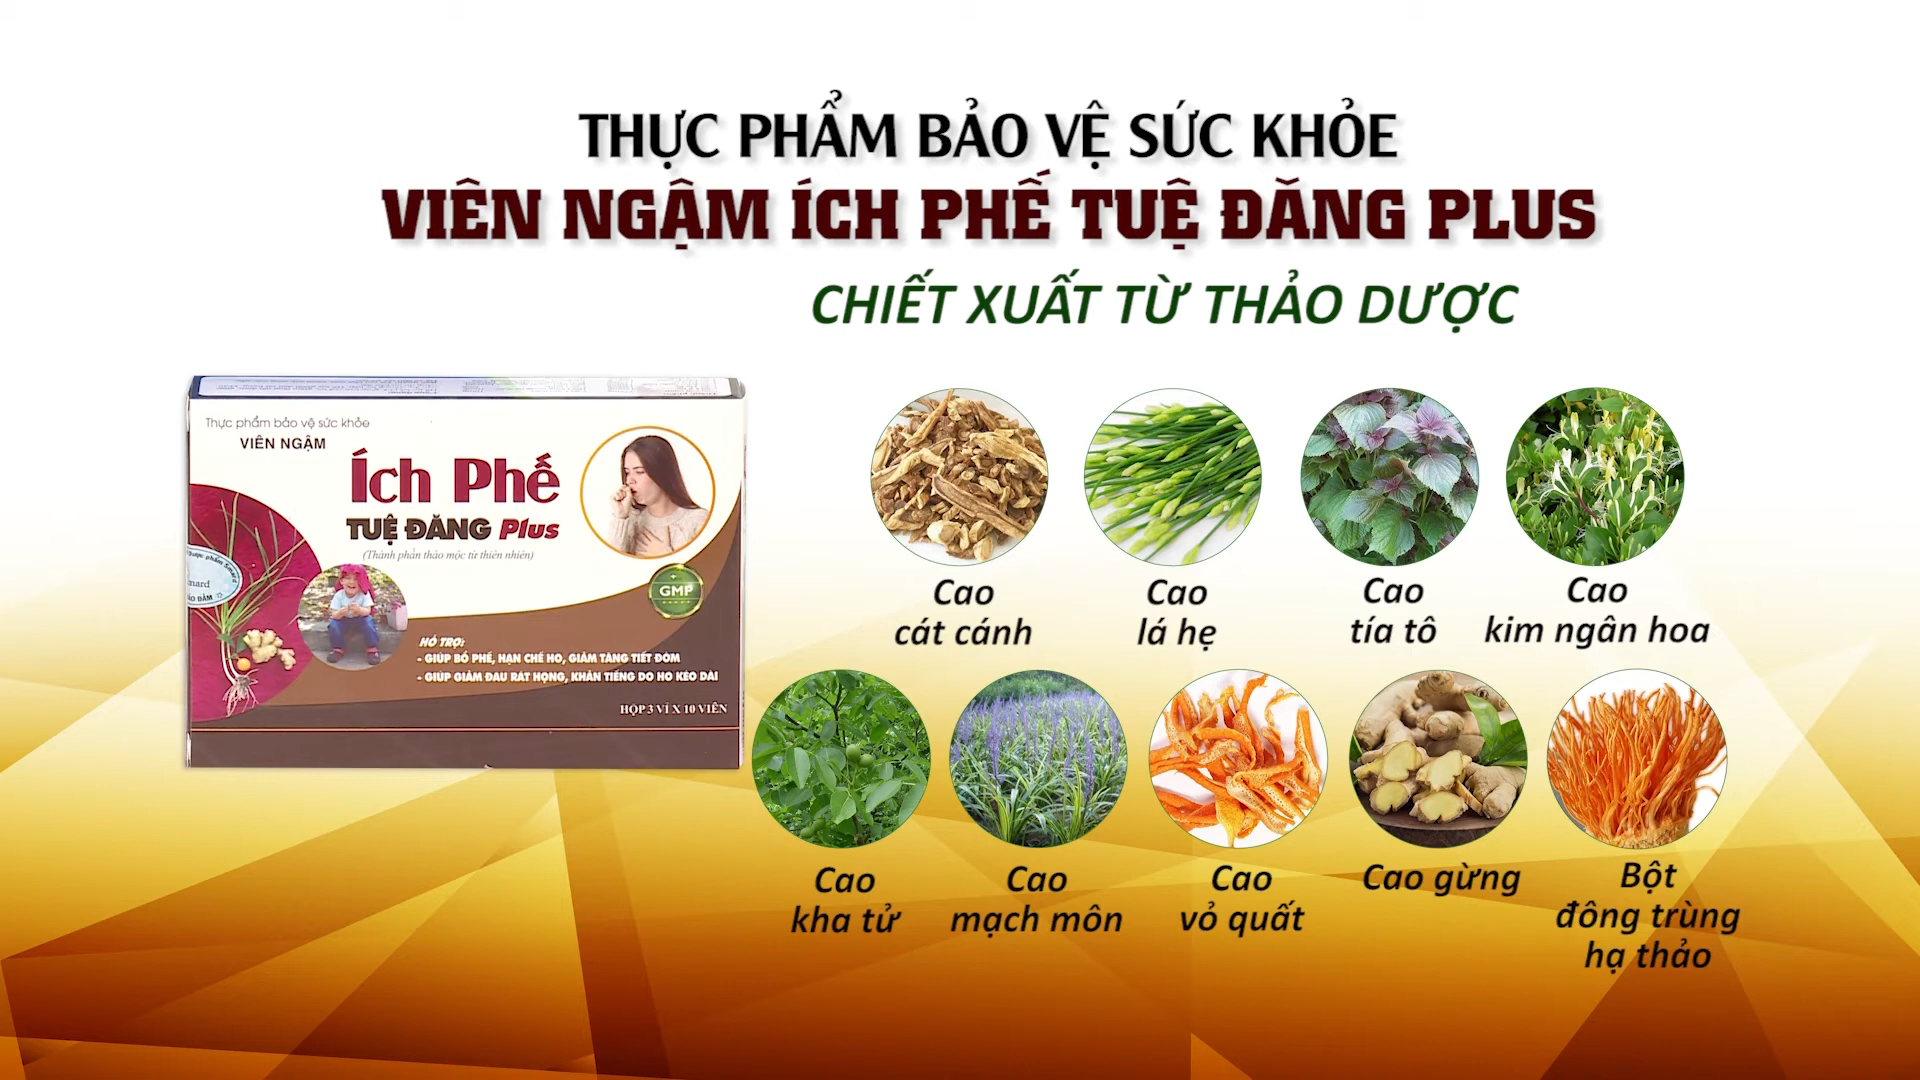 THỰC PHẨM BẢO VỆ SỨC KHỎE
VIÊN NGẬM ÍCH PHẾ TUỆ ĐĂNG PLUS
CHIẾT XUẤT TỪ THẢO DƯỢC
Thực phẩm bảo vệ sức khỏe
VIÊN NGẬM
Ích Phế
TUỆ ĐĂNG Plus
(Thành phần thảo mộc từ thiên nhiên)
GMP
HỖ TRỢ:
- GIÚP BỔ PHẾ, HẠN CHẾ HO, GIẢM TĂNG TIẾT ĐỜM
- GIÚP GIẢM ĐAU RÁT HỌNG, KHẢN TIẾNG DO HO KÉO DÀI
HỘP 3 VỈ X 10 VIÊN
Cao
cát cánh
Cao
lá hẹ
Cao
tía tô
Cao
kim ngân hoa
Cao
kha tử
Cao
mạch môn
Cao
vỏ quất
Cao gừng
Bột
đông trùng
hạ thảo